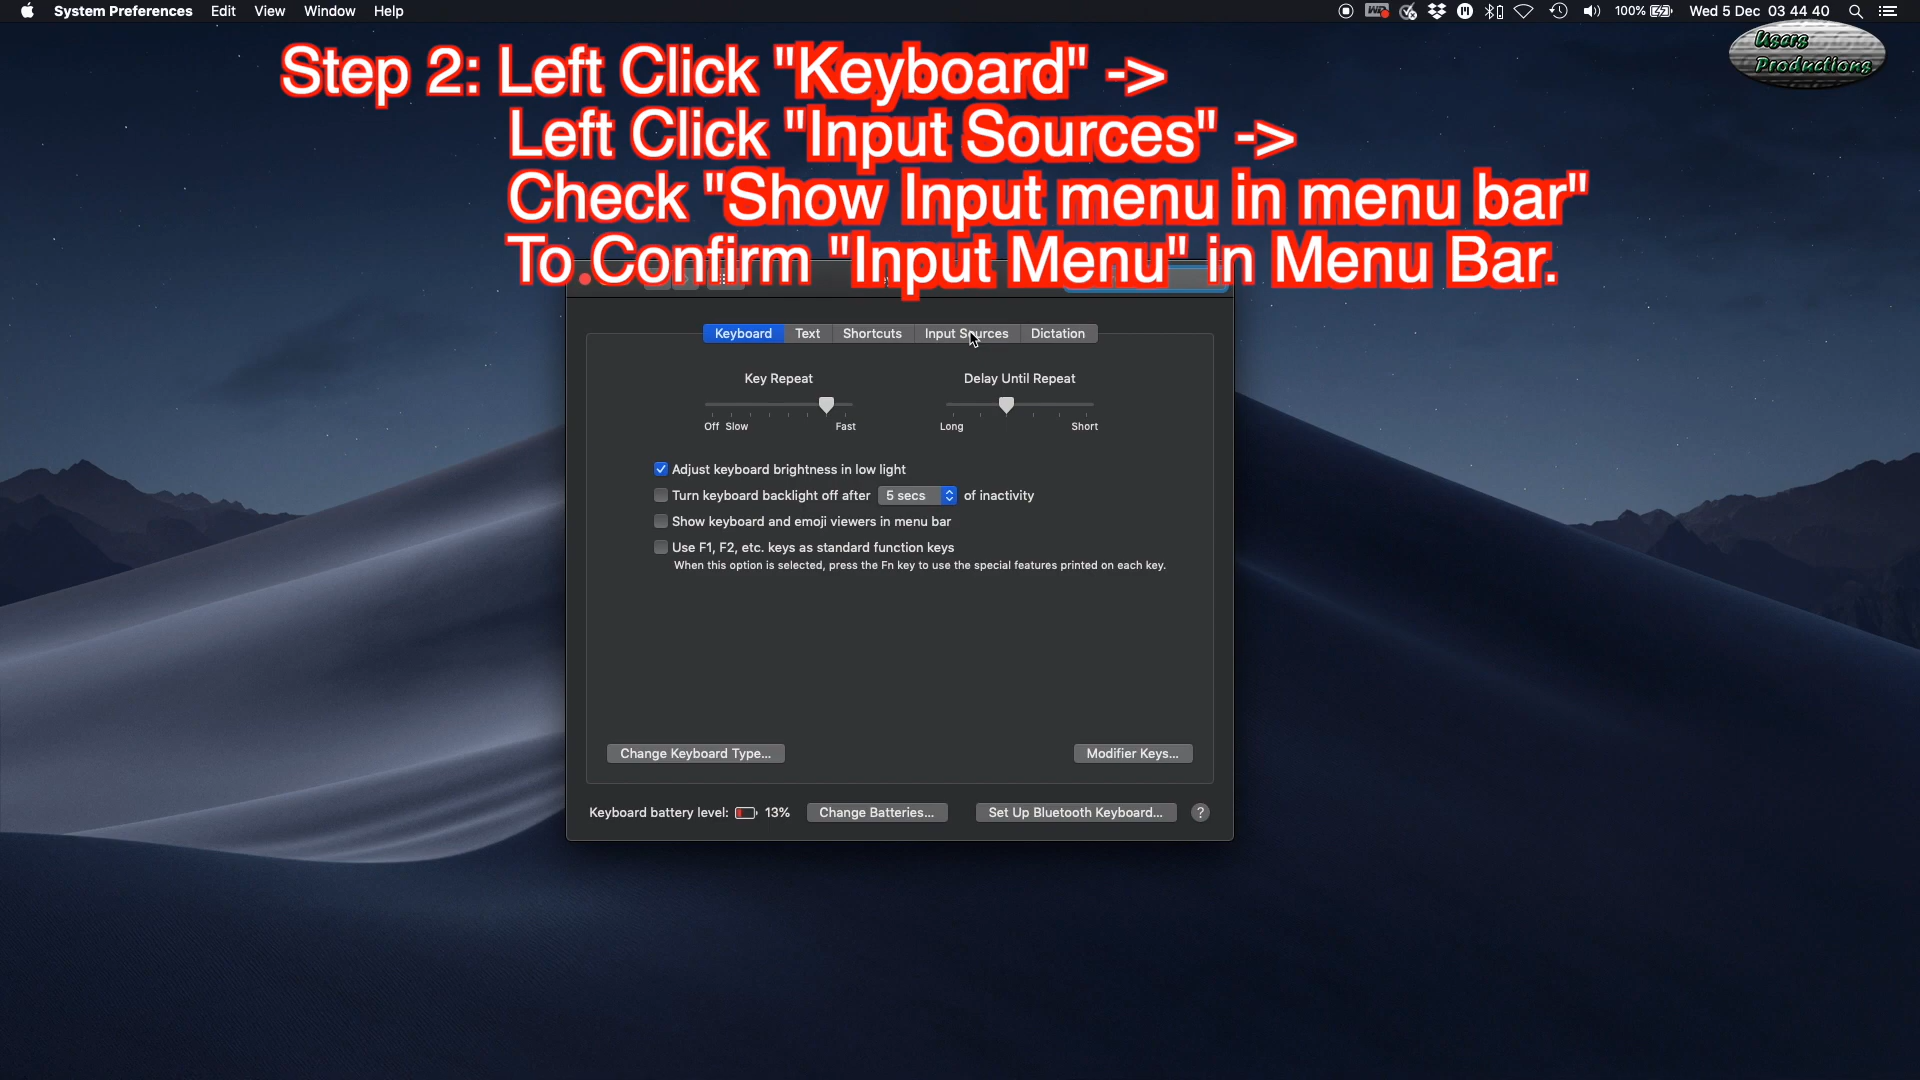 System Preferences Edit View Window Help
100% Wed 5 Dec 03 44 40
Users
Productions
Step 2: Left Click "Keyboard" ->
Left Click "Input Sources" ->
Check "Show Input menu in menu bar"
To Confirm "Input Menu" in Menu Bar.
Keyboard Text Shortcuts Input Sources Dictation
Key Repeat Delay Until Repeat
Off Slow Fast Long Short
Adjust keyboard brightness in low light
Turn keyboard backlight off after 5 secs of inactivity
Show keyboard and emoji viewers in menu bar
Use F1, F2, etc. keys as standard function keys
When this option is selected, press the Fn key to use the special features printed on each key.
Change Keyboard Type... Modifier Keys...
Keyboard battery level: 13% Change Batteries... Set Up Bluetooth Keyboard... ?